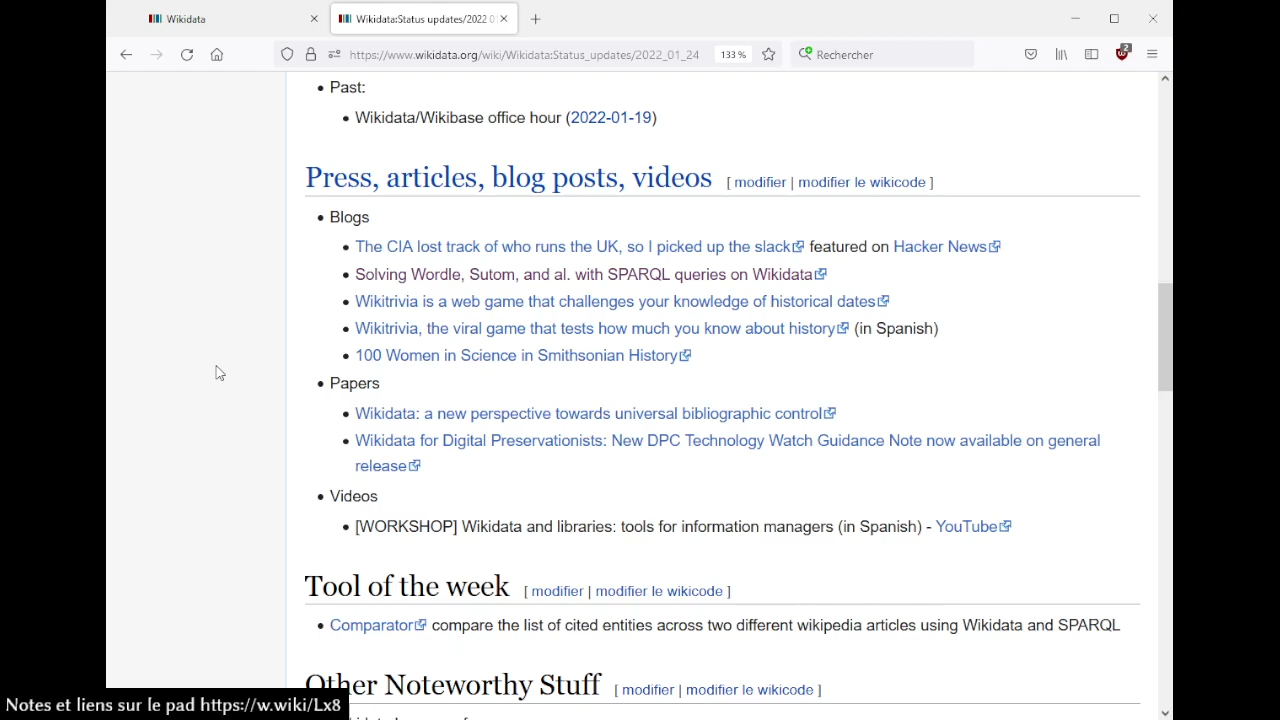 Wikidata
Wikidata:Status updates/2022 0
https://www.wikidata.org/wiki/Wikidata:Status_updates/2022_01_24
133 %
Rechercher
2
Past:
Wikidata/Wikibase office hour (2022-01-19)
Press, articles, blog posts, videos [ modifier | modifier le wikicode ]
Blogs
The CIA lost track of who runs the UK, so I picked up the slack featured on Hacker News
Solving Wordle, Sutom, and al. with SPARQL queries on Wikidata
Wikitrivia is a web game that challenges your knowledge of historical dates
Wikitrivia, the viral game that tests how much you know about history (in Spanish)
100 Women in Science in Smithsonian History
Papers
Wikidata: a new perspective towards universal bibliographic control
Wikidata for Digital Preservationists: New DPC Technology Watch Guidance Note now available on general
release
Videos
[WORKSHOP] Wikidata and libraries: tools for information managers (in Spanish) - YouTube
Tool of the week [ modifier | modifier le wikicode ]
Comparator compare the list of cited entities across two different wikipedia articles using Wikidata and SPARQL
Other Noteworthy Stuff [ modifier | modifier le wikicode ]
Notes et liens sur le pad https://w.wiki/Lx8